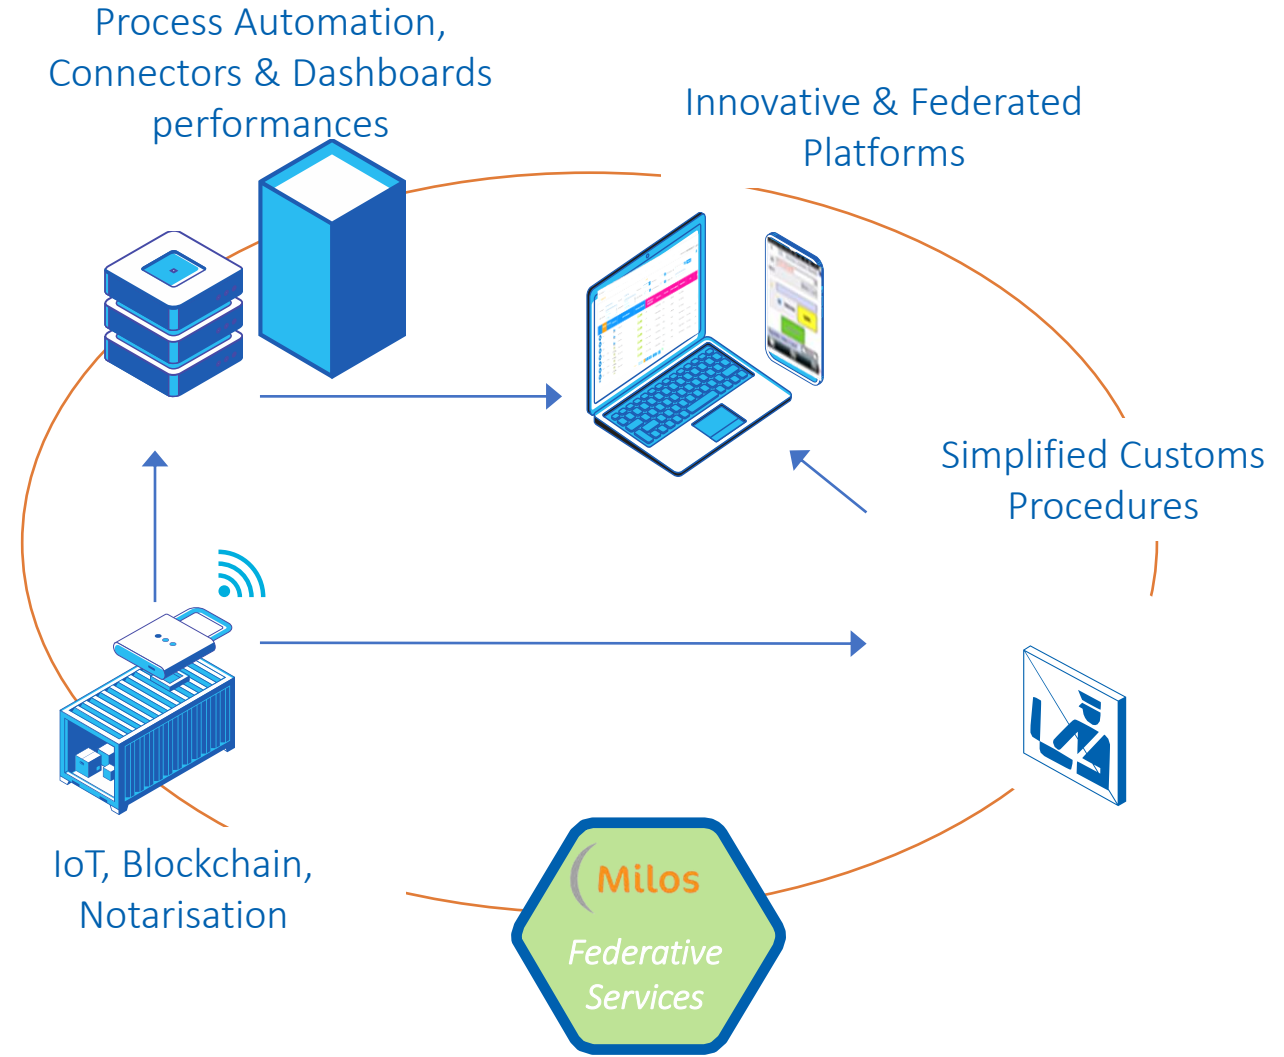 Process Automation,
Connectors & Dashboards
performances
Innovative & Federated
Platforms
Simplified Customs
Procedures
IoT, Blockchain,
Notarisation
Milos
Federative
Services